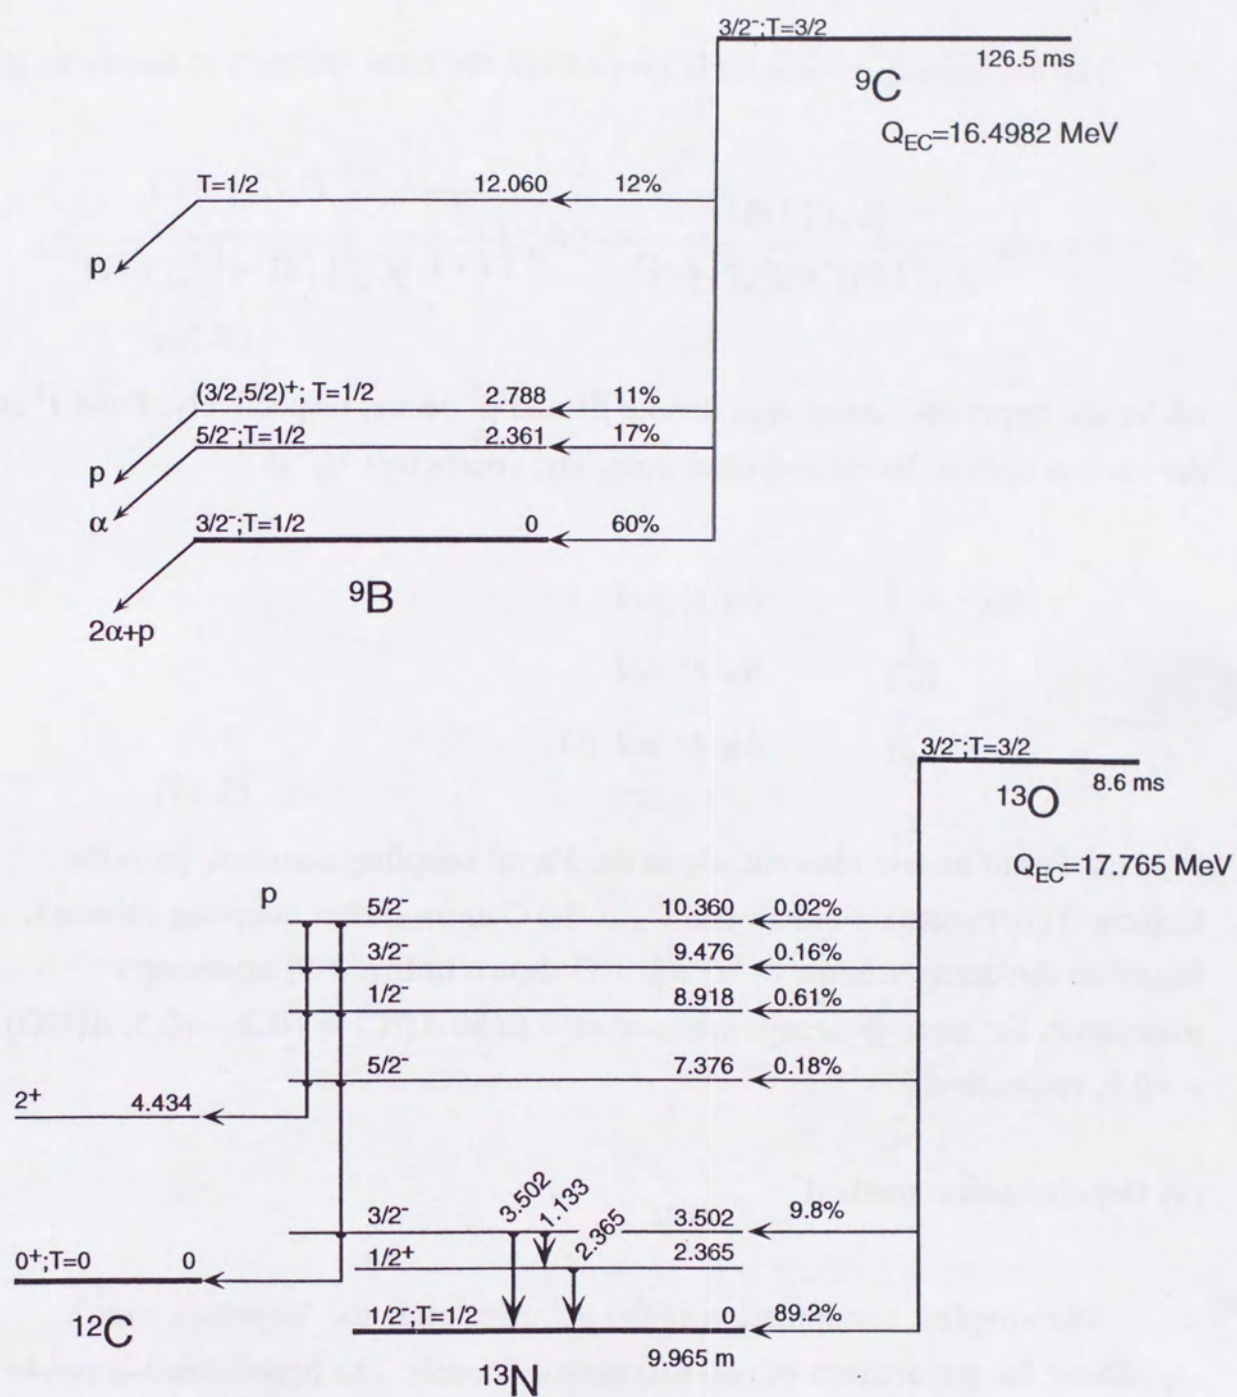 3/2⁻;T=3/2
126.5 ms
⁹C
Q_EC=16.4982 MeV
T=1/2 12.060 12%
p
(3/2,5/2)⁺; T=1/2 2.788 11%
5/2⁻;T=1/2 2.361 17%
p
α
3/2⁻;T=1/2 0 60%
⁹B
2α+p
3/2⁻;T=3/2
8.6 ms
¹³O
Q_EC=17.765 MeV
p
5/2⁻ 10.360 0.02%
3/2⁻ 9.476 0.16%
1/2⁻ 8.918 0.61%
5/2⁻ 7.376 0.18%
2⁺ 4.434
3.502
1.133
2.365
3/2⁻ 3.502 9.8%
1/2⁺ 2.365
0⁺;T=0 0
1/2⁻;T=1/2 0 89.2%
¹²C
9.965 m
¹³N